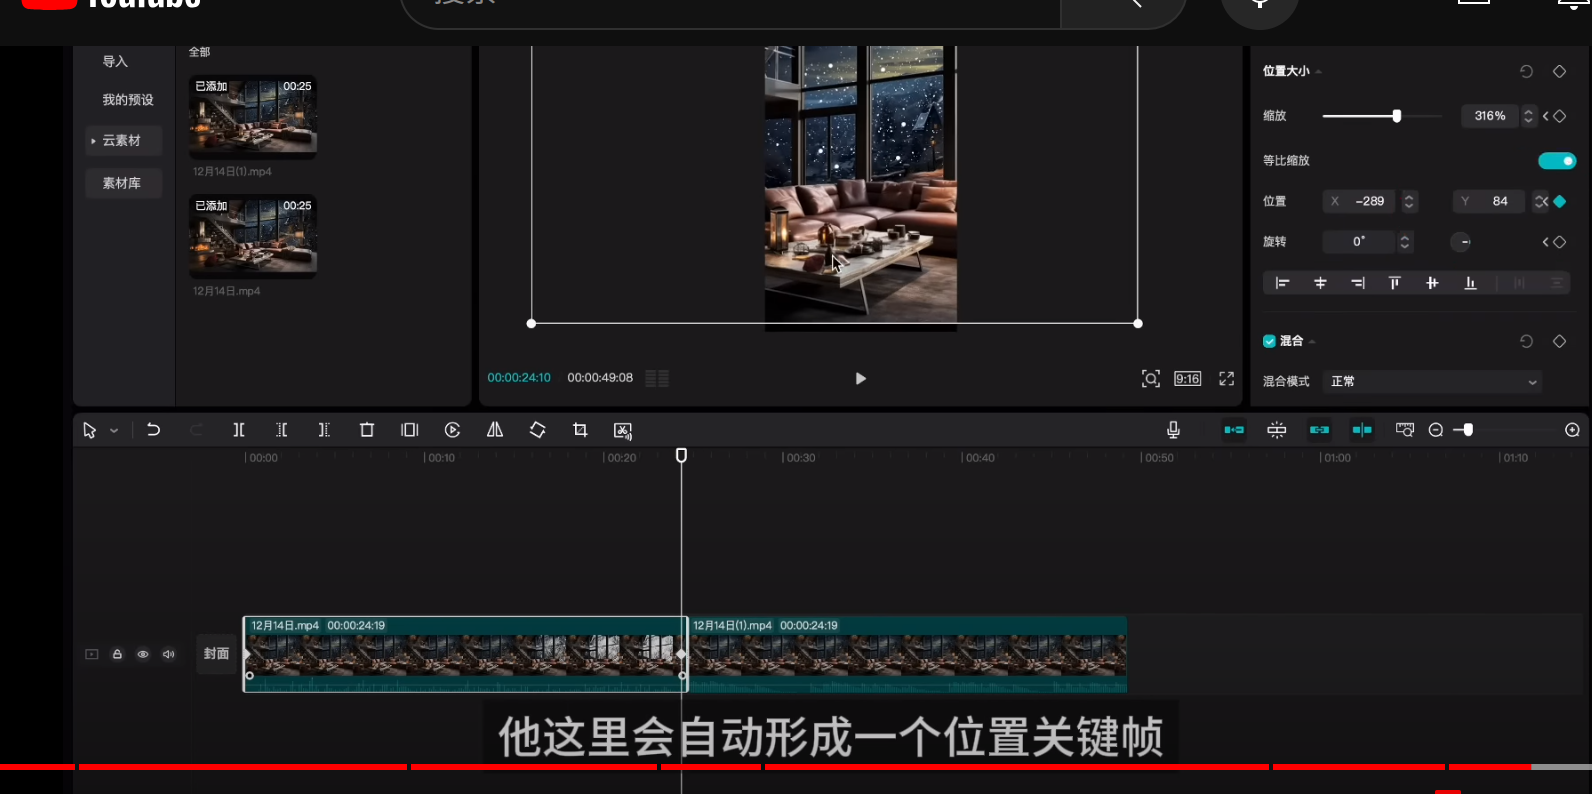 YouTube
搜索
全部
导入
我的预设
云素材
素材库
已添加 00:25
12月14日(1).mp4
已添加 00:25
12月14日.mp4
00:00:24:10 00:00:49:08
9:16
位置大小
缩放 316%
等比缩放
位置 X -289 Y 84
旋转 0°
混合
混合模式 正常
00:00 00:10 00:20 00:30 00:40 00:50 01:00 01:10
封面
12月14日.mp4 00:00:24:19
12月14日(1).mp4 00:00:24:19
他这里会自动形成一个位置关键帧